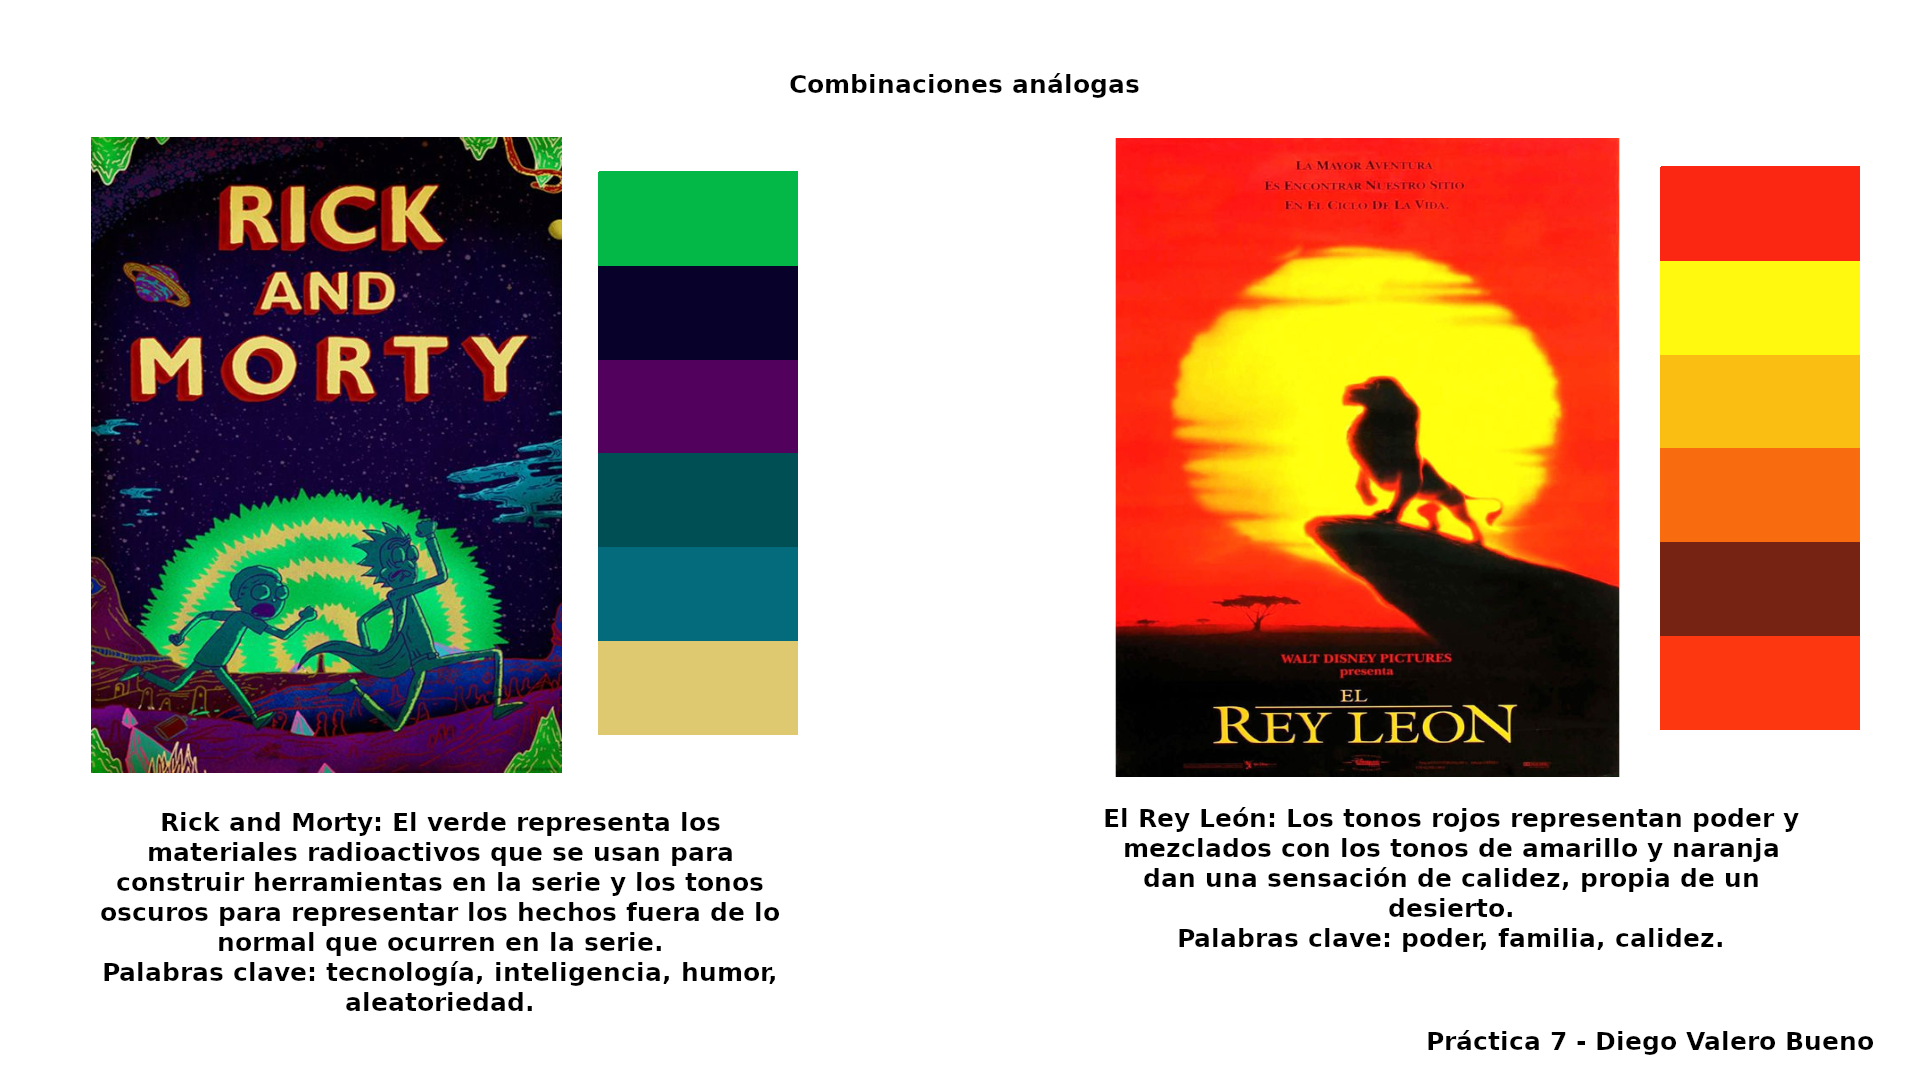 Combinaciones análogas
RICK
AND
MORTY
LA MAYOR AVENTURA
ES ENCONTRAR NUESTRO SITIO
EN EL CICLO DE LA VIDA.
WALT DISNEY PICTURES
presenta
EL
REY LEON
Rick and Morty: El verde representa los
materiales radioactivos que se usan para
construir herramientas en la serie y los tonos
oscuros para representar los hechos fuera de lo
normal que ocurren en la serie.
Palabras clave: tecnología, inteligencia, humor,
aleatoriedad.
El Rey León: Los tonos rojos representan poder y
mezclados con los tonos de amarillo y naranja
dan una sensación de calidez, propia de un
desierto.
Palabras clave: poder, familia, calidez.
Práctica 7 - Diego Valero Bueno